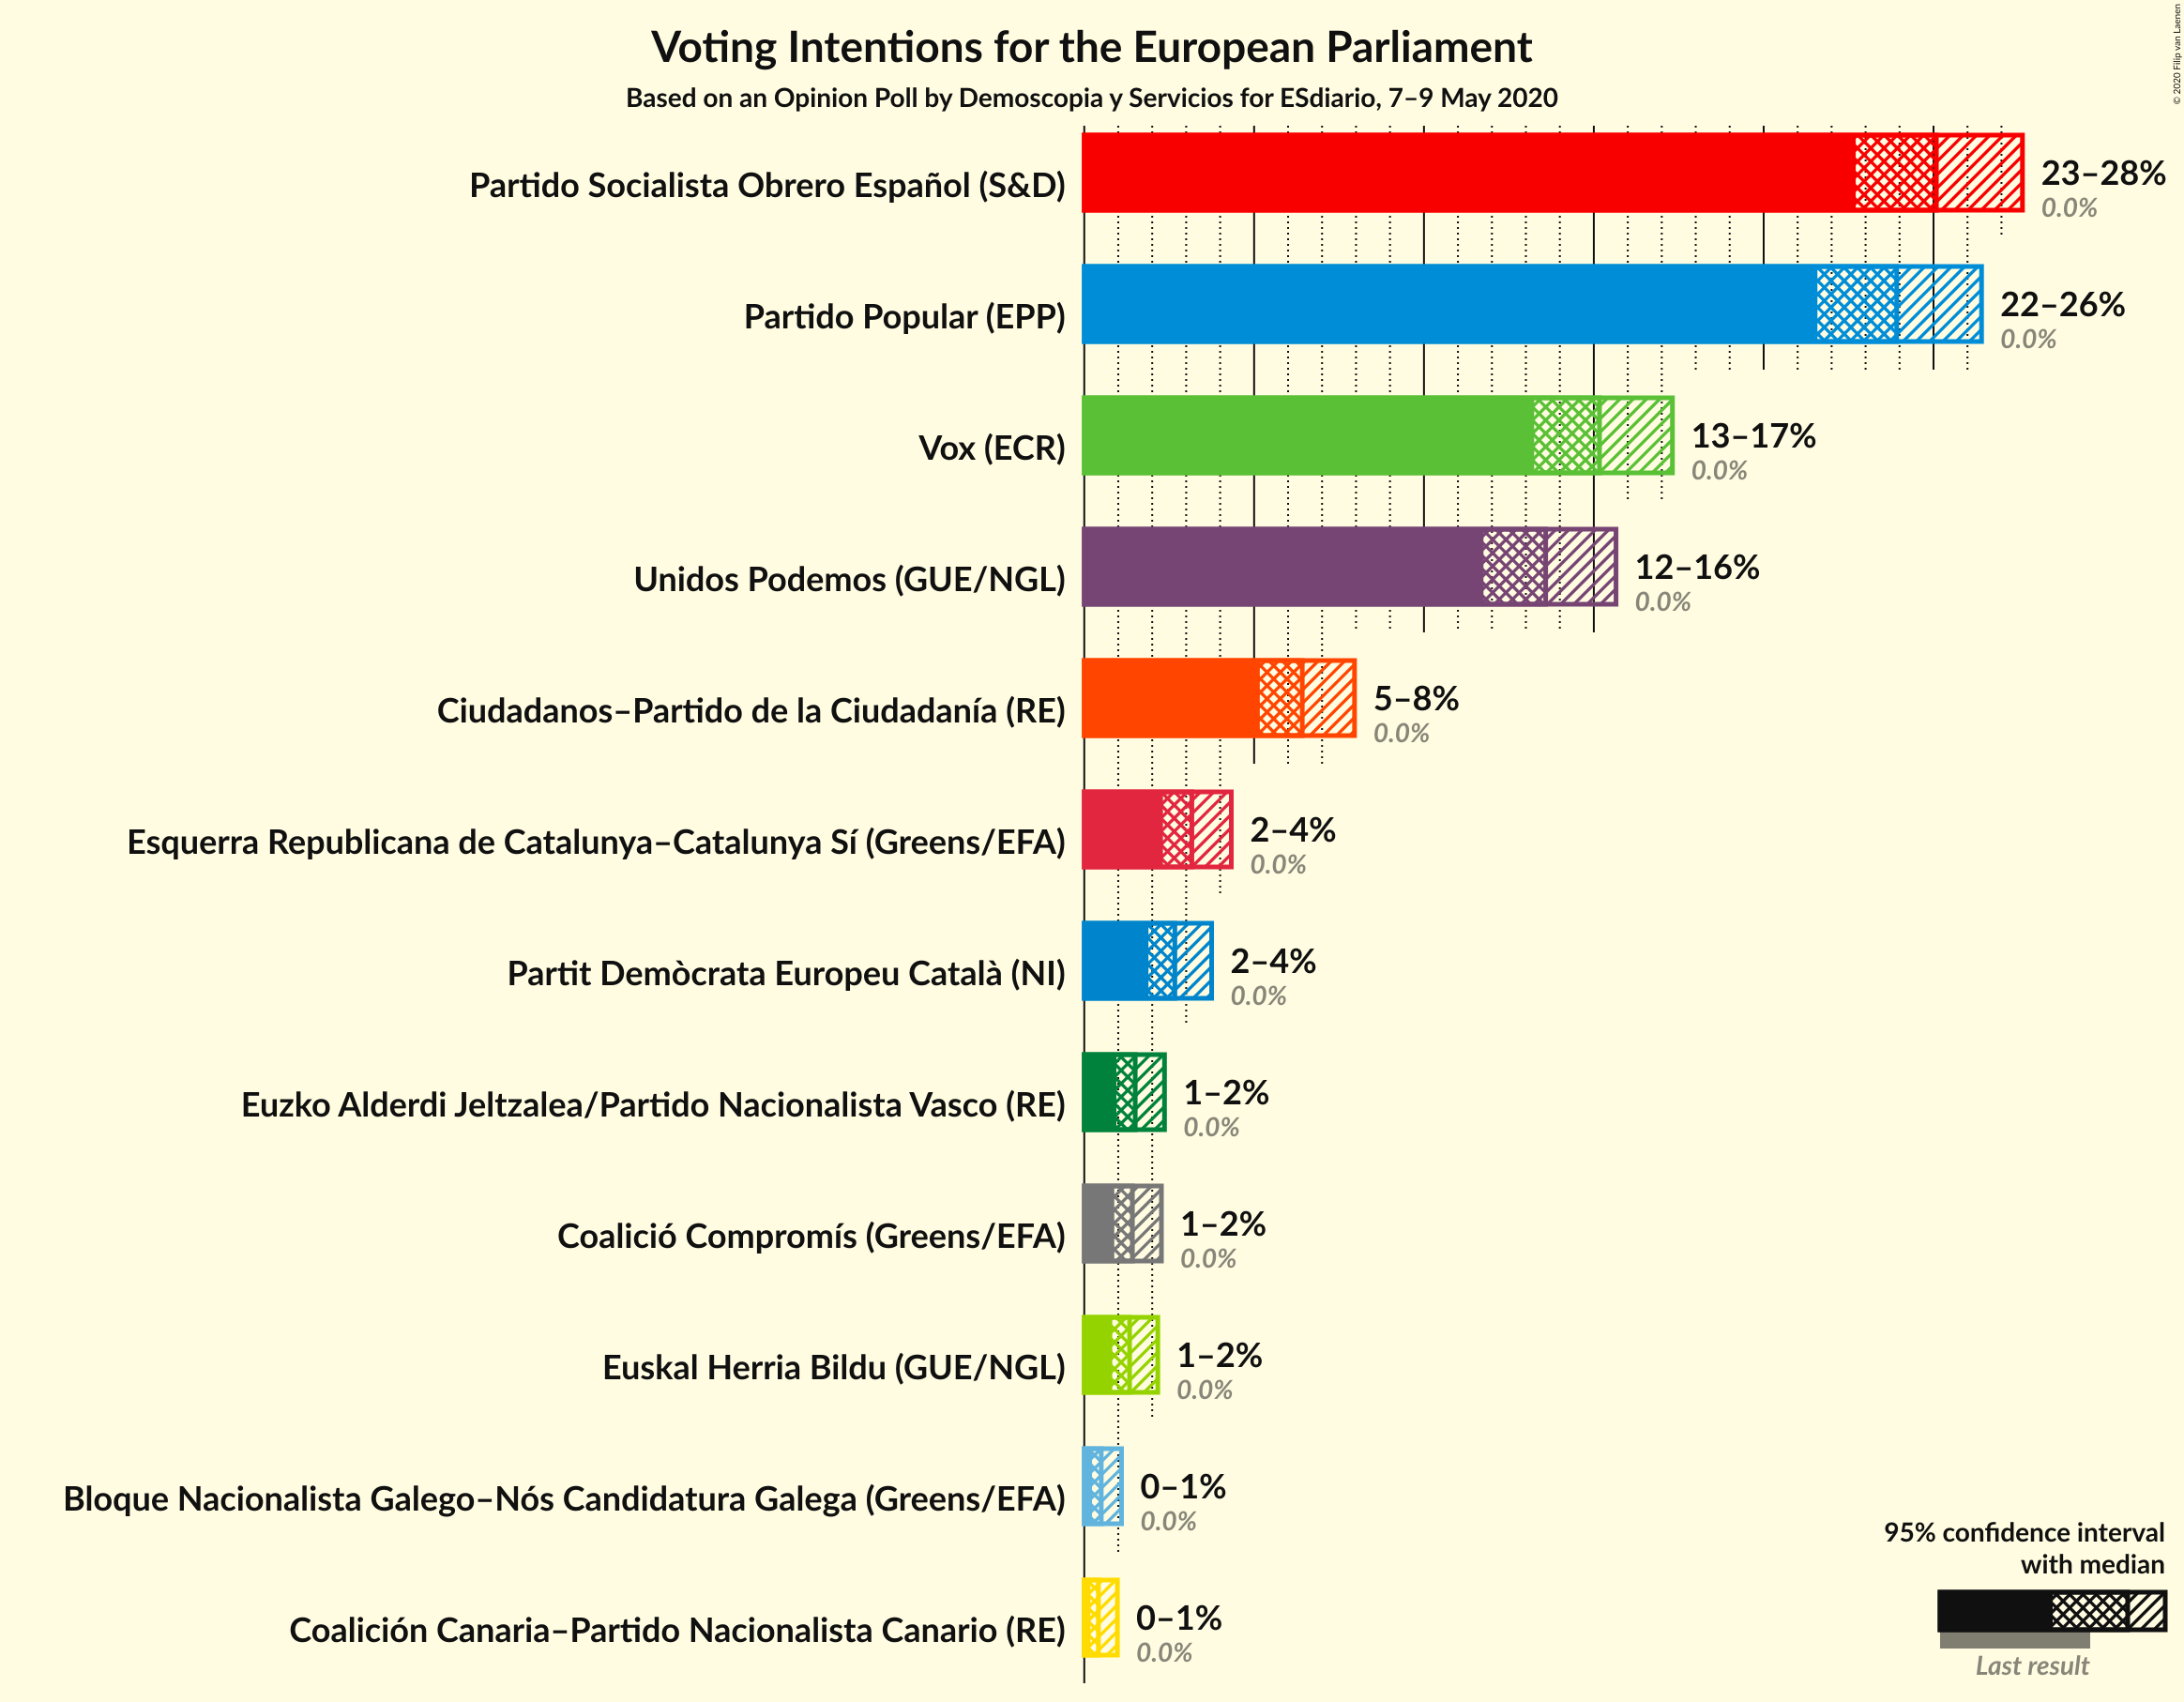 © 2020 Filip van Laenen
Voting Intentions for the European Parliament
Based on an Opinion Poll by Demoscopia y Servicios for ESdiario, 7–9 May 2020
Partido Socialista Obrero Español (S&D)
23–28%
0.0%
Partido Popular (EPP)
22–26%
0.0%
Vox (ECR)
13–17%
0.0%
Unidos Podemos (GUE/NGL)
12–16%
0.0%
Ciudadanos–Partido de la Ciudadanía (RE)
5–8%
0.0%
Esquerra Republicana de Catalunya–Catalunya Sí (Greens/EFA)
2–4%
0.0%
Partit Demòcrata Europeu Català (NI)
2–4%
0.0%
Euzko Alderdi Jeltzalea/Partido Nacionalista Vasco (RE)
1–2%
0.0%
Coalició Compromís (Greens/EFA)
1–2%
0.0%
Euskal Herria Bildu (GUE/NGL)
1–2%
0.0%
Bloque Nacionalista Galego–Nós Candidatura Galega (Greens/EFA)
0–1%
0.0%
Coalición Canaria–Partido Nacionalista Canario (RE)
0–1%
0.0%
95% confidence interval
with median
Last result